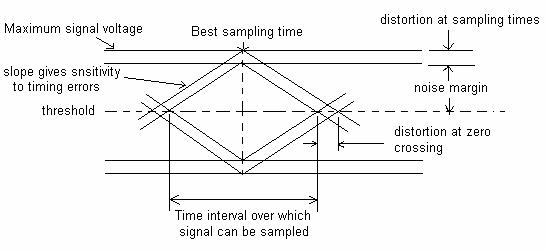 Maximum signal voltage
Best sampling time
distortion at sampling times
slope gives snsitivity
to timing errors
noise margin
threshold
distortion at zero
crossing
Time interval over which
signal can be sampled